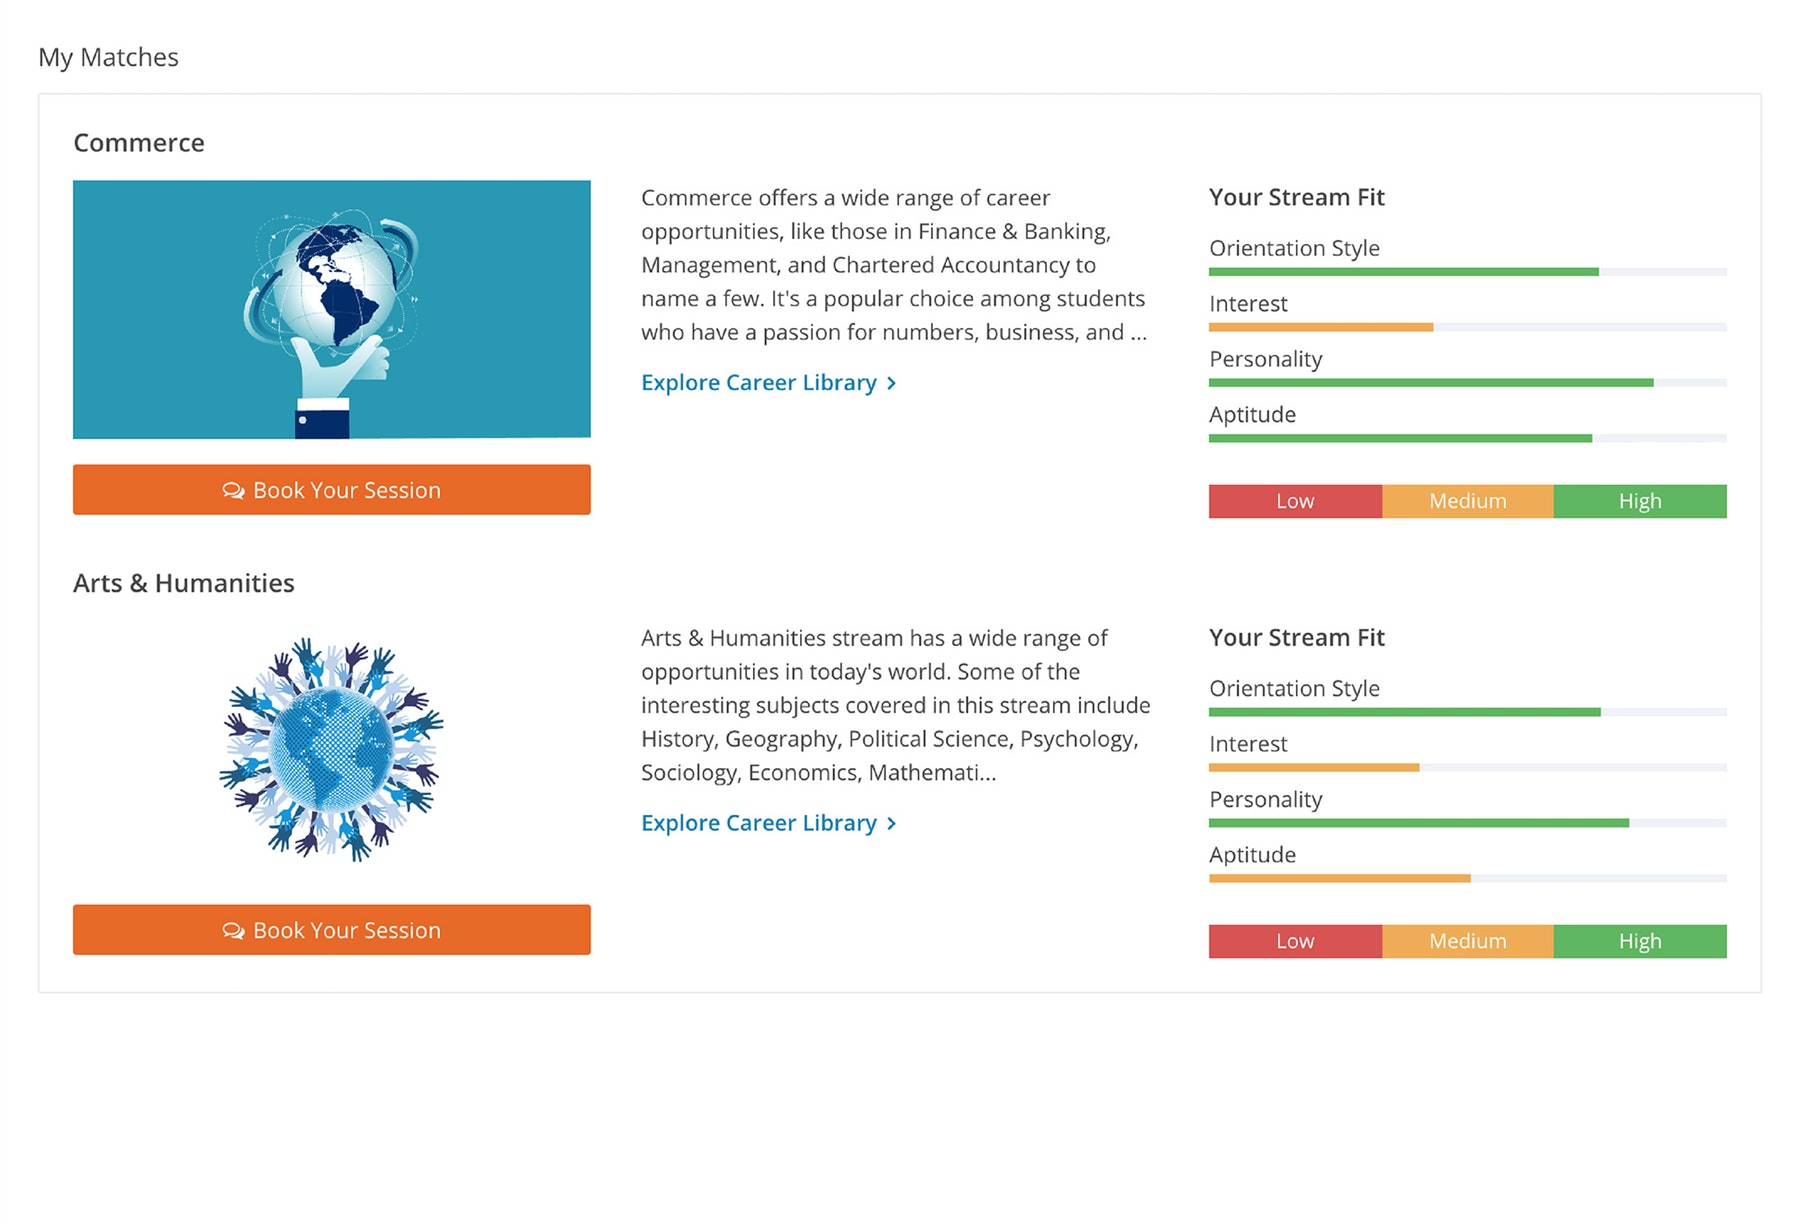 My Matches
Commerce
Commerce offers a wide range of career
opportunities, like those in Finance & Banking,
Management, and Chartered Accountancy to
name a few. It's a popular choice among students
who have a passion for numbers, business, and ...
Explore Career Library
Book Your Session
Your Stream Fit
Orientation Style
Interest
Personality
Aptitude
Low Medium High
Arts & Humanities
Arts & Humanities stream has a wide range of
opportunities in today's world. Some of the
interesting subjects covered in this stream include
History, Geography, Political Science, Psychology,
Sociology, Economics, Mathemati...
Explore Career Library
Book Your Session
Your Stream Fit
Orientation Style
Interest
Personality
Aptitude
Low Medium High